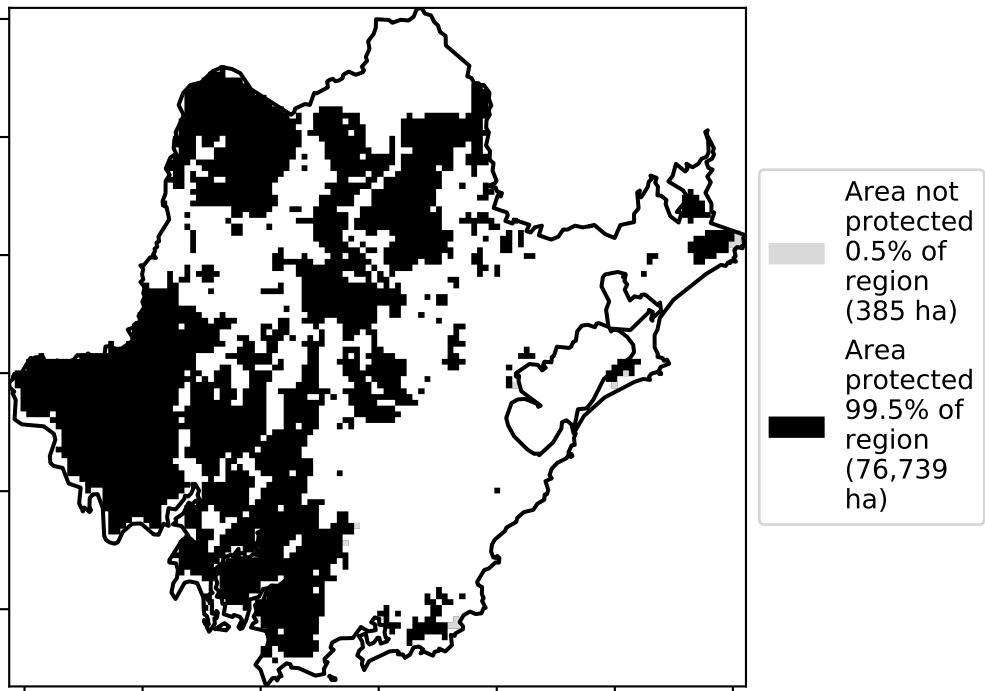 Area not
protected
0.5% of
region
(385 ha)
Area
protected
99.5% of
region
(76,739
ha)